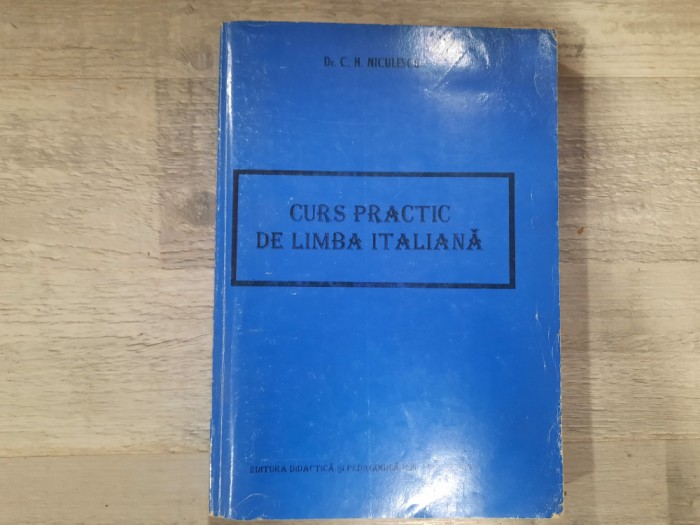 Dr. C. H. NICULESCU
CURS PRACTIC
DE LIMBA ITALIANĂ
EDITURA DIDACTICĂ ŞI PEDAGOGICĂ